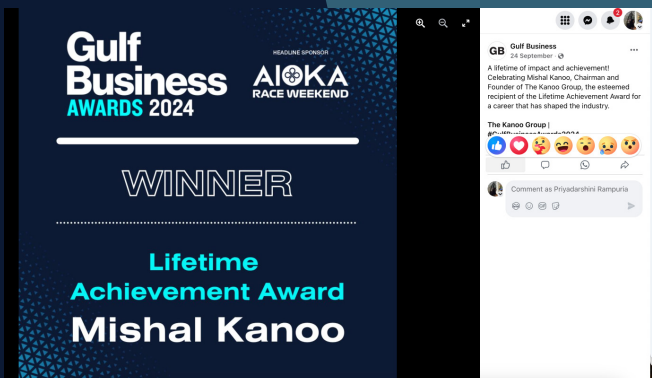 Gulf
Business
AWARDS 2024
HEADLINE SPONSOR
AIOKA
RACE WEEKEND
WINNER
Lifetime
Achievement Award
Mishal Kanoo
2
GB
Gulf Business
24 September ·
A lifetime of impact and achievement!
Celebrating Mishal Kanoo, Chairman and
Founder of The Kanoo Group, the esteemed
recipient of the Lifetime Achievement Award for
a career that has shaped the industry.
The Kanoo Group |
#GulfBusinessAwards2024
Comment as Priyadarshini Rampuria
GIF